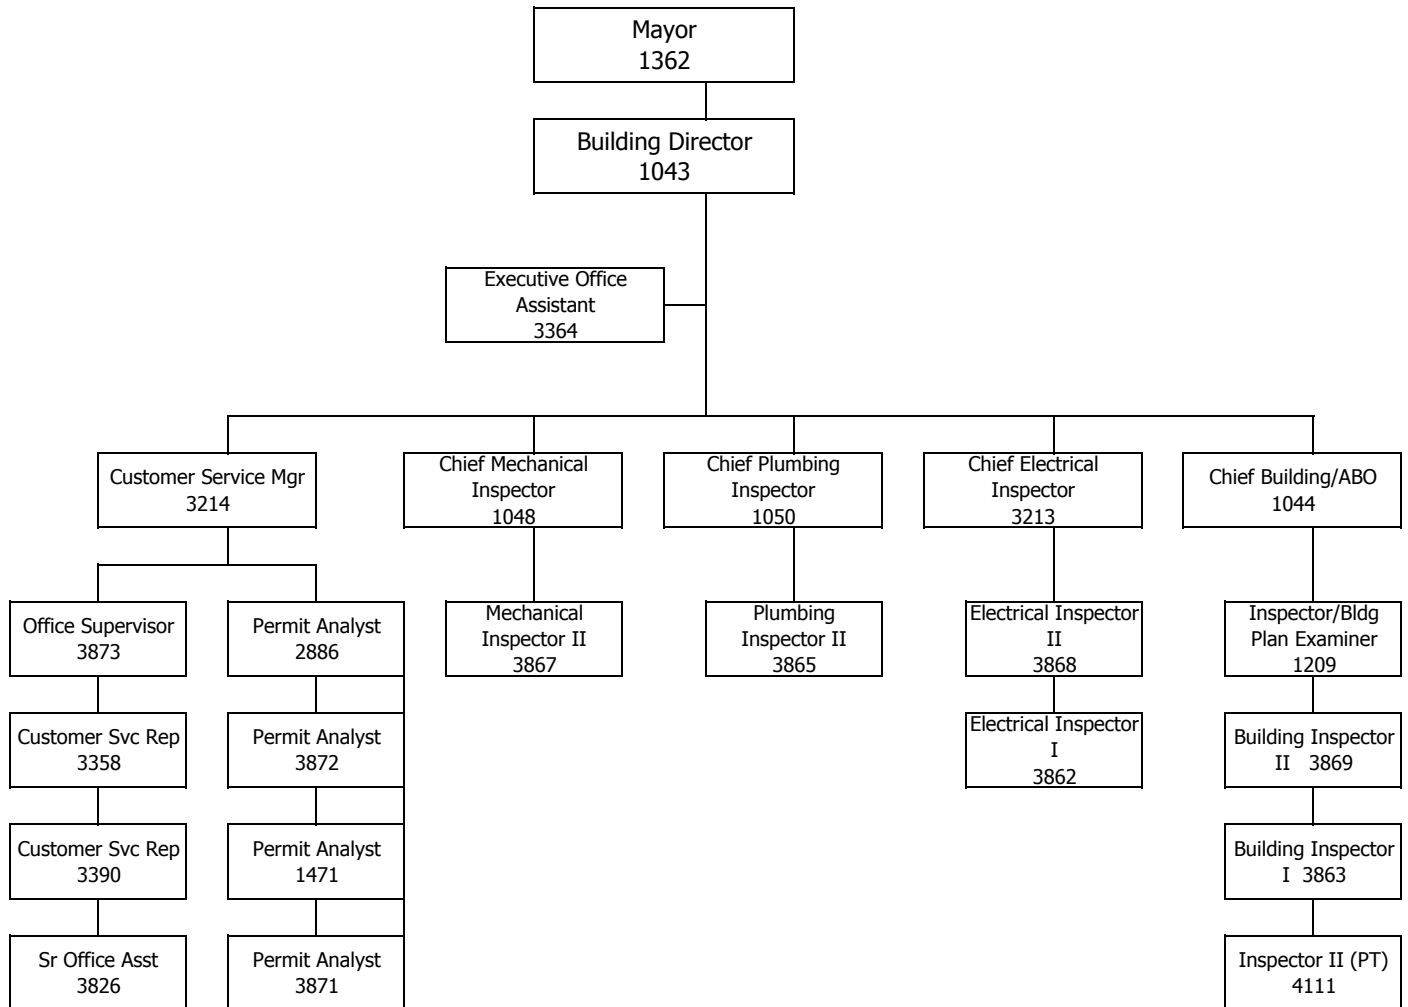 Mayor
1362
Building Director
1043
Executive Office
Assistant
3364
Customer Service Mgr
3214
Chief Mechanical
Inspector
1048
Chief Plumbing
Inspector
1050
Chief Electrical
Inspector
3213
Chief Building/ABO
1044
Office Supervisor
3873
Permit Analyst
2886
Mechanical
Inspector II
3867
Plumbing
Inspector II
3865
Electrical Inspector
II
3868
Inspector/Bldg
Plan Examiner
1209
Customer Svc Rep
3358
Permit Analyst
3872
Electrical Inspector
I
3862
Building Inspector
II 3869
Customer Svc Rep
3390
Permit Analyst
1471
Building Inspector
I 3863
Sr Office Asst
3826
Permit Analyst
3871
Inspector II (PT)
4111